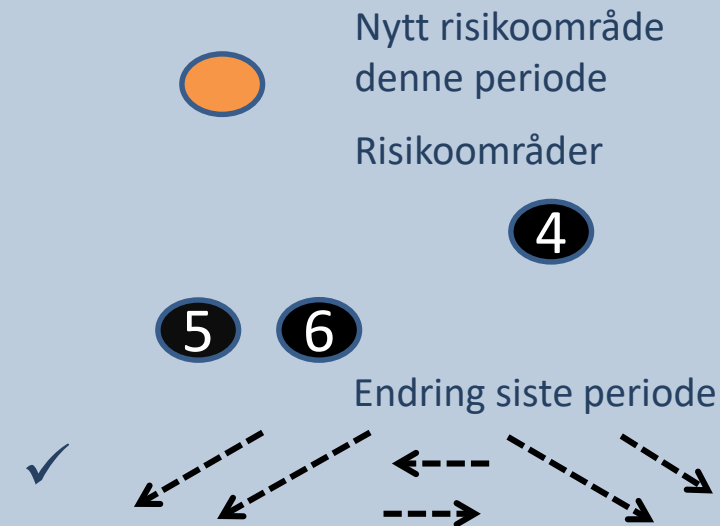 Nytt risikoområde
denne periode
Risikoområder
4
5 6
Endring siste periode
✓